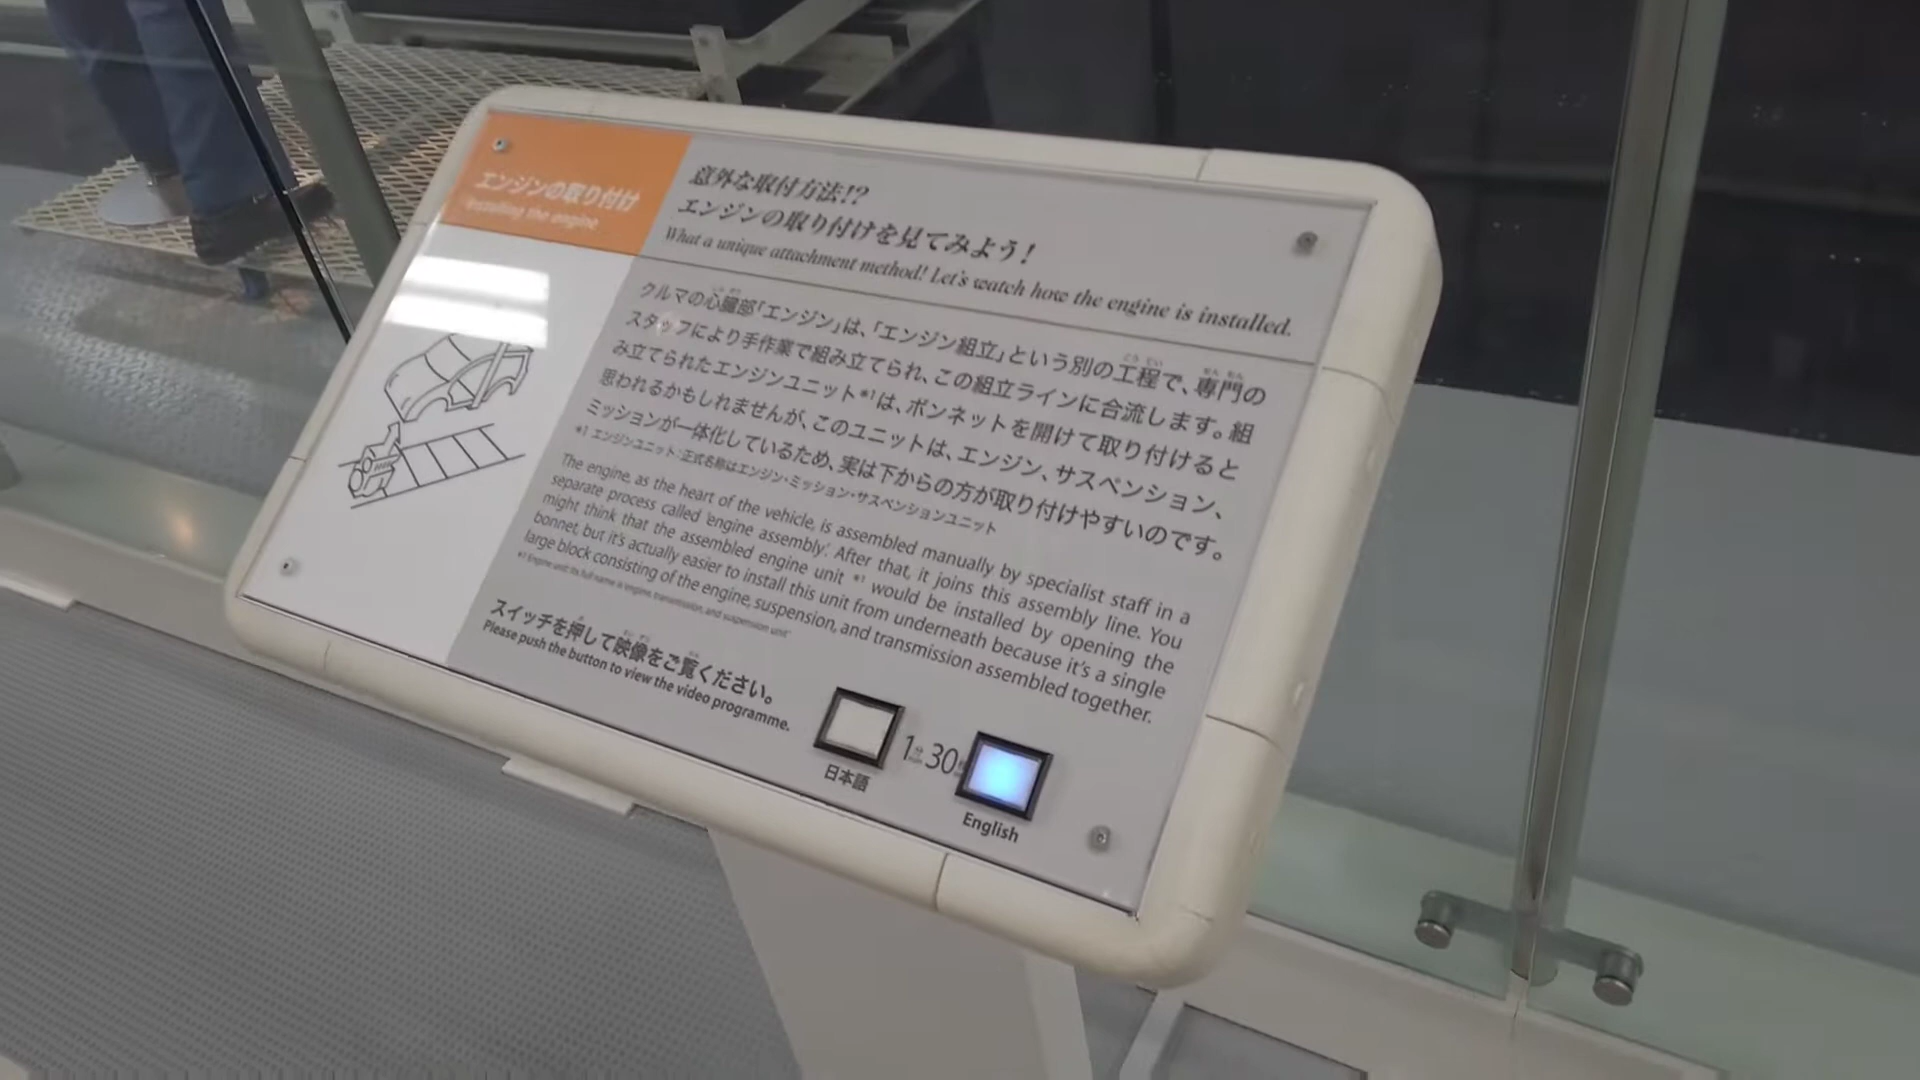 エンジンの取り付け
Installing the engine
意外な取付方法!?
エンジンの取り付けを見てみよう!
What a unique attachment method! Let's watch how the engine is installed.
クルマの心臓部「エンジン」は、「エンジン組立」という別の工程で、専門の
スタッフにより手作業で組み立てられ、この組立ラインに合流します。組
み立てられたエンジンユニット*1は、ボンネットを開けて取り付けると
思われるかもしれませんが、このユニットは、エンジン、サスペンション、
ミッションが一体化しているため、実は下からの方が取り付けやすいのです。
*1 エンジンユニット:正式名称はエンジン・ミッション・サスペンションユニット
The engine, as the heart of the vehicle, is assembled manually by specialist staff in a
separate process called 'engine assembly'. After that, it joins this assembly line. You
might think that the assembled engine unit *1 would be installed by opening the
bonnet, but it's actually easier to install this unit from underneath because it's a single
large block consisting of the engine, suspension, and transmission assembled together.
*1 Engine unit: Its full name is 'engine, transmission, and suspension unit'
スイッチを押して映像をご覧ください。
Please push the button to view the video programme.
1分30秒
日本語
English